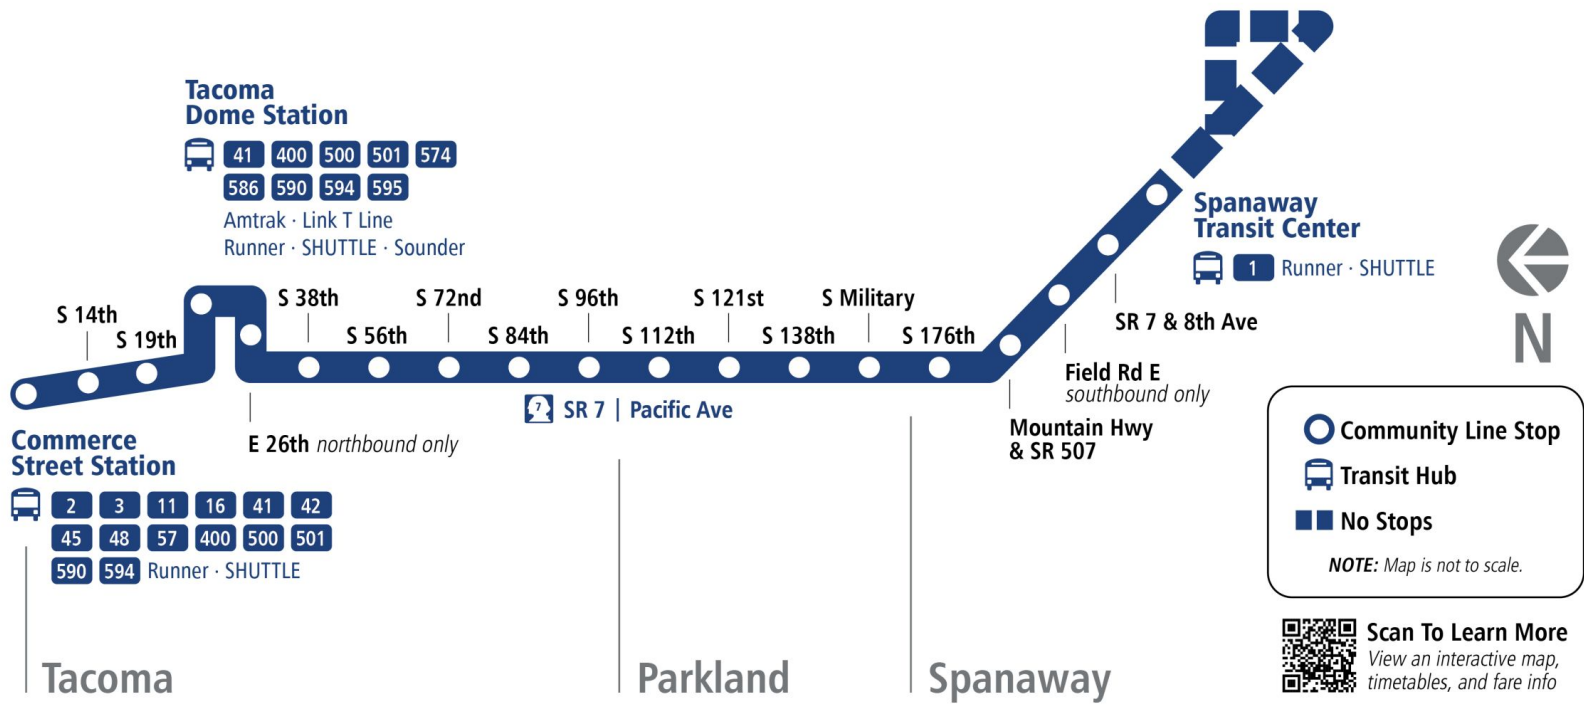 Tacoma
Dome Station
41 400 500 501 574
586 590 594 595
Amtrak · Link T Line
Runner · SHUTTLE · Sounder
S 14th
S 19th
S 38th
S 56th
S 72nd
S 84th
S 96th
S 112th
S 121st
S 138th
S Military
S 176th
Spanaway
Transit Center
1 Runner · SHUTTLE
SR 7 & 8th Ave
Field Rd E
southbound only
Mountain Hwy
& SR 507
N
7 SR 7 | Pacific Ave
E 26th northbound only
Commerce
Street Station
2 3 11 16 41 42
45 48 57 400 500 501
590 594 Runner · SHUTTLE
Community Line Stop
Transit Hub
No Stops
NOTE: Map is not to scale.
Scan To Learn More
View an interactive map,
timetables, and fare info
Tacoma
Parkland
Spanaway